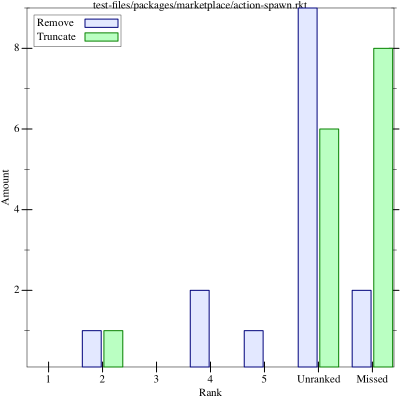 test-files/packages/marketplace/action-spawn.rkt
Remove
Truncate
8
6
4
2
Amount
1 2 3 4 5 Unranked Missed
Rank